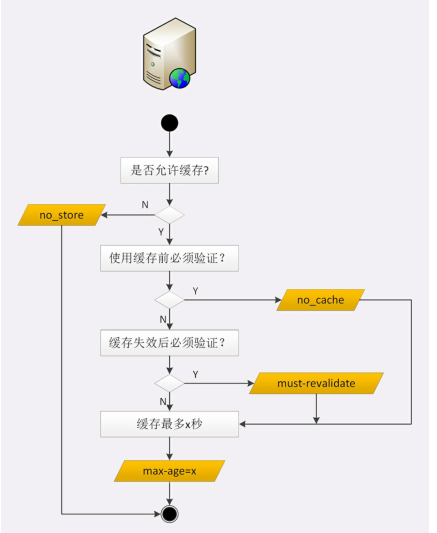 是否允许缓存?
N
no_store
Y
使用缓存前必须验证？
Y
no_cache
N
缓存失效后必须验证？
Y
must-revalidate
N
缓存最多x秒
max-age=x